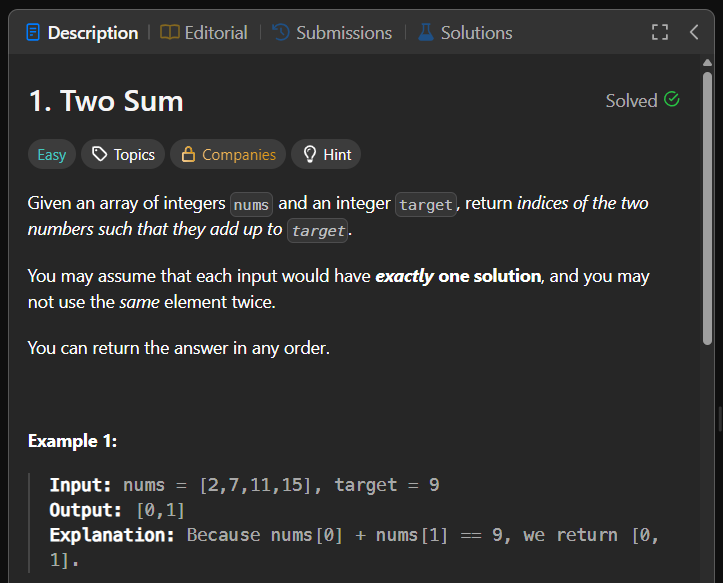 Description | Editorial | Submissions | Solutions
1. Two Sum
Solved
Easy Topics Companies Hint
Given an array of integers nums and an integer target, return indices of the two
numbers such that they add up to target.
You may assume that each input would have exactly one solution, and you may
not use the same element twice.
You can return the answer in any order.
Example 1:
Input: nums = [2,7,11,15], target = 9
Output: [0,1]
Explanation: Because nums[0] + nums[1] == 9, we return [0,
1].